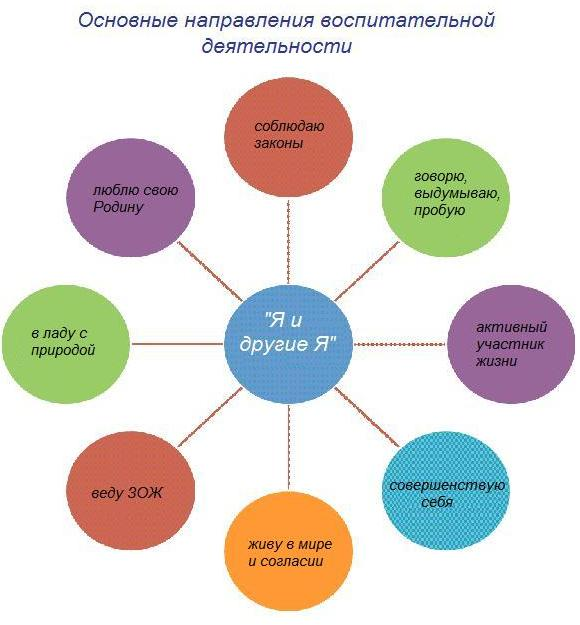 Основные направления воспитательной
деятельности
соблюдаю
законы
говорю,
выдумываю,
пробую
активный
участник
жизни
совершенствую
себя
живу в мире
и согласии
веду ЗОЖ
в ладу с
природой
люблю свою
Родину
"Я и
другие Я"